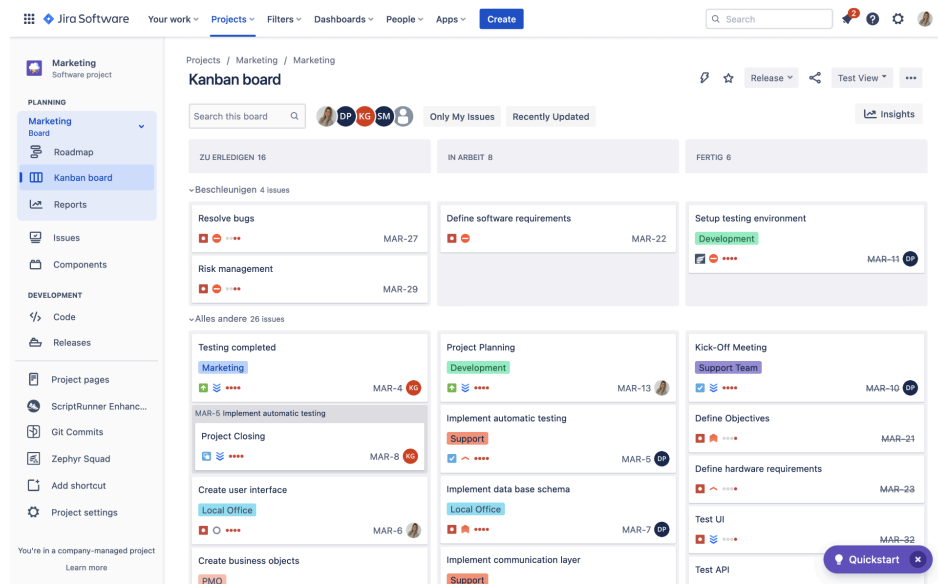 Jira Software
Your work Projects Filters Dashboards People Apps Create Search 2
Marketing
Software project
PLANNING
Marketing
Board
Roadmap
Kanban board
Reports
Issues
Components
DEVELOPMENT
Code
Releases
Project pages
ScriptRunner Enhanc...
Git Commits
Zephyr Squad
Add shortcut
Project settings
You're in a company-managed project
Learn more
Projects / Marketing / Marketing
Kanban board
Release
Test View
Search this board
DP KG SM
Only My Issues
Recently Updated
Insights
ZU ERLEDIGEN 16
IN ARBEIT 8
FERTIG 6
Beschleunigen 4 issues
Resolve bugs
MAR-27
Risk management
MAR-29
Define software requirements
MAR-22
Setup testing environment
Development
MAR-11 DP
Alles andere 26 issues
Testing completed
Marketing
MAR-4 KG
MAR-5 Implement automatic testing
Project Closing
MAR-8 KG
Create user interface
Local Office
MAR-6
Create business objects
PMO
Project Planning
Development
MAR-13
Implement automatic testing
Support
MAR-5 DP
Implement data base schema
Local Office
MAR-7 DP
Implement communication layer
Support
Kick-Off Meeting
Support Team
MAR-10 DP
Define Objectives
MAR-21
Define hardware requirements
MAR-23
Test UI
MAR-32
Test API
Quickstart